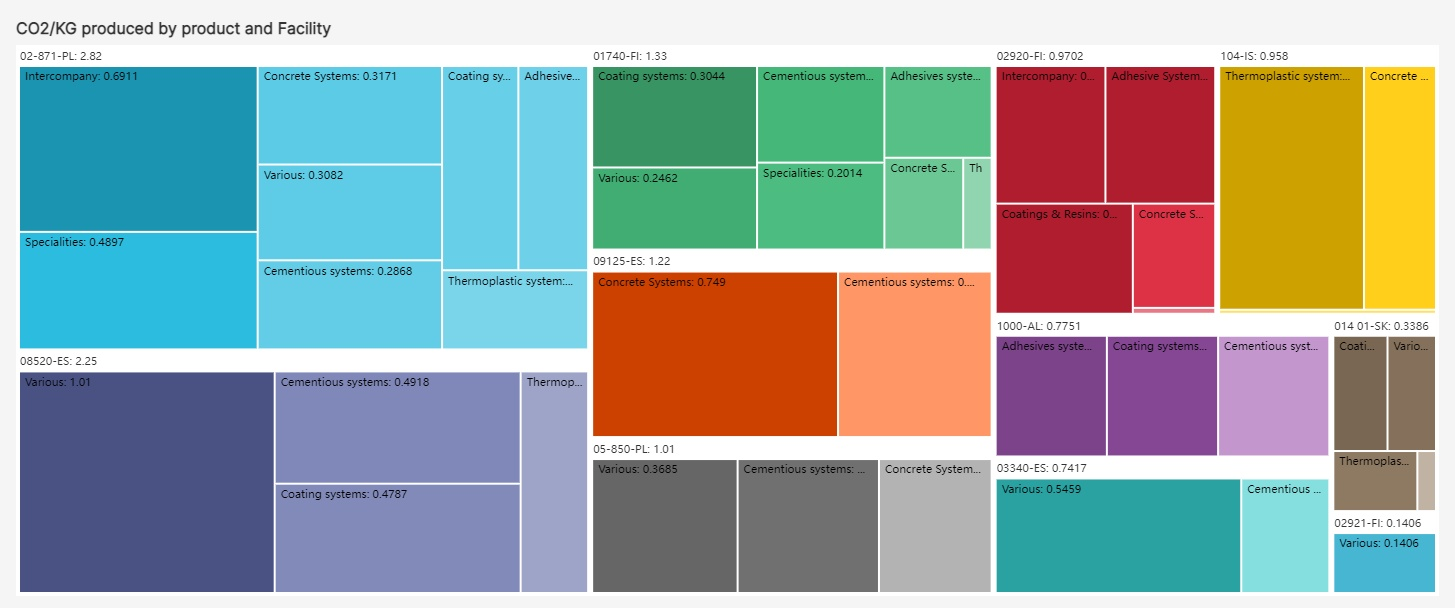 CO2/KG produced by product and Facility
02-871-PL: 2.82
Intercompany: 0.6911
Concrete Systems: 0.3171
Coating sy...
Adhesive...
Various: 0.3082
Specialities: 0.4897
Cementious systems: 0.2868
Thermoplastic system:...
08520-ES: 2.25
Various: 1.01
Cementious systems: 0.4918
Thermop...
Coating systems: 0.4787
01740-FI: 1.33
Coating systems: 0.3044
Cementious system...
Adhesives syste...
Various: 0.2462
Specialities: 0.2014
Concrete S...
Th
09125-ES: 1.22
Concrete Systems: 0.749
Cementious systems: 0....
05-850-PL: 1.01
Various: 0.3685
Cementious systems: ...
Concrete System...
02920-FI: 0.9702
Intercompany: 0...
Adhesive System...
Coatings & Resins: 0...
Concrete S...
104-IS: 0.958
Thermoplastic system:...
Concrete ...
1000-AL: 0.7751
Adhesives syste...
Coating systems...
Cementious syst...
03340-ES: 0.7417
Various: 0.5459
Cementious ...
014 01-SK: 0.3386
Coati...
Vario...
Thermoplas...
02921-FI: 0.1406
Various: 0.1406